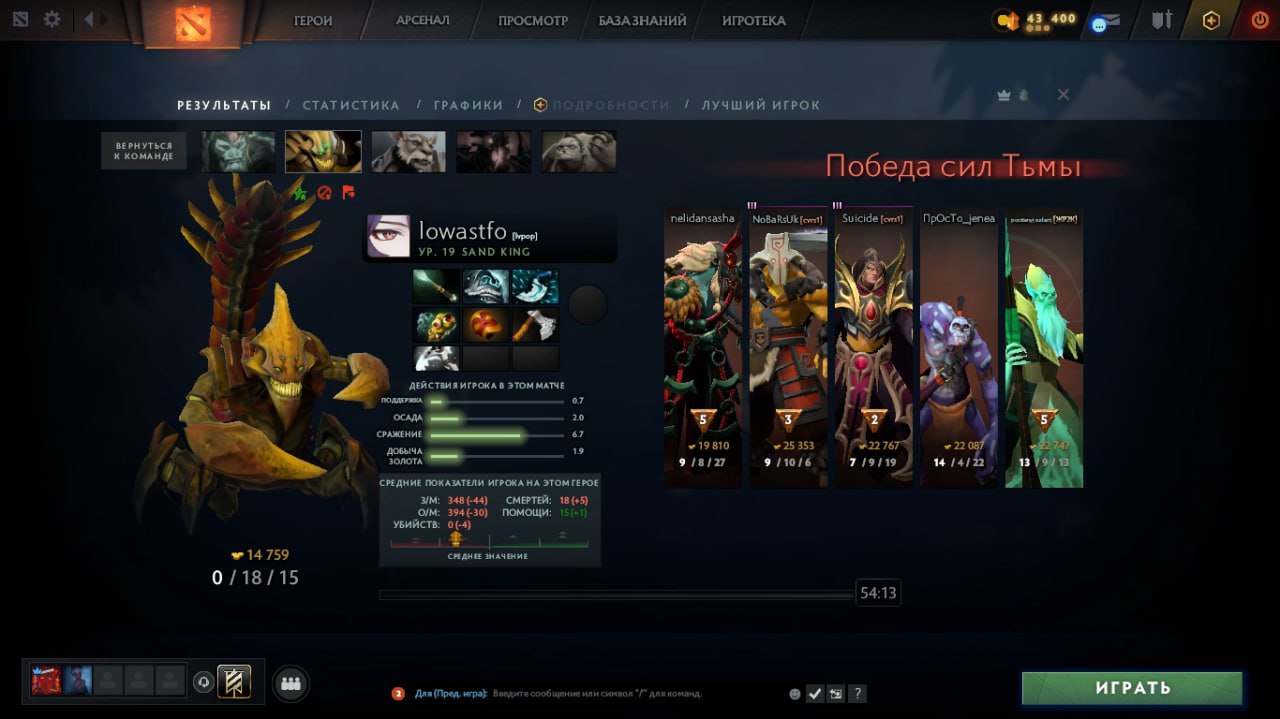 ГЕРОИ
АРСЕНАЛ
ПРОСМОТР
БАЗА ЗНАНИЙ
ИГРОТЕКА
43 400
РЕЗУЛЬТАТЫ / СТАТИСТИКА / ГРАФИКИ / ПОДРОБНОСТИ / ЛУЧШИЙ ИГРОК
ВЕРНУТЬСЯ
К КОМАНДЕ
Победа сил Тьмы
lowastfo [lvpop]
УР. 19 SAND KING
ДЕЙСТВИЯ ИГРОКА В ЭТОМ МАТЧЕ
ПОДДЕРЖКА 0.7
ОСАДА 2.0
СРАЖЕНИЕ 6.7
ДОБЫЧА
ЗОЛОТА 1.9
СРЕДНИЕ ПОКАЗАТЕЛИ ИГРОКА НА ЭТОМ ГЕРОЕ
З/М: 348 (-44) СМЕРТЕЙ: 18 (+5)
О/М: 394 (-30) ПОМОЩИ: 15 (+1)
УБИЙСТВ: 0 (-4)
СРЕДНЕЕ ЗНАЧЕНИЕ
14 759
0 / 18 / 15
nelidansasha
5
19 810
9 / 8 / 27
NoBaRsUk [cvrs1]
3
25 353
9 / 10 / 6
Suicide [cvrs1]
2
22 767
7 / 9 / 19
ПрОсТо_jenea
22 087
14 / 4 / 22
[ЖР2К]
5
22 747
13 / 9 / 13
54:13
2 Для (Пред. игра): Введите сообщение или символ "/" для команд.
?
ИГРАТЬ